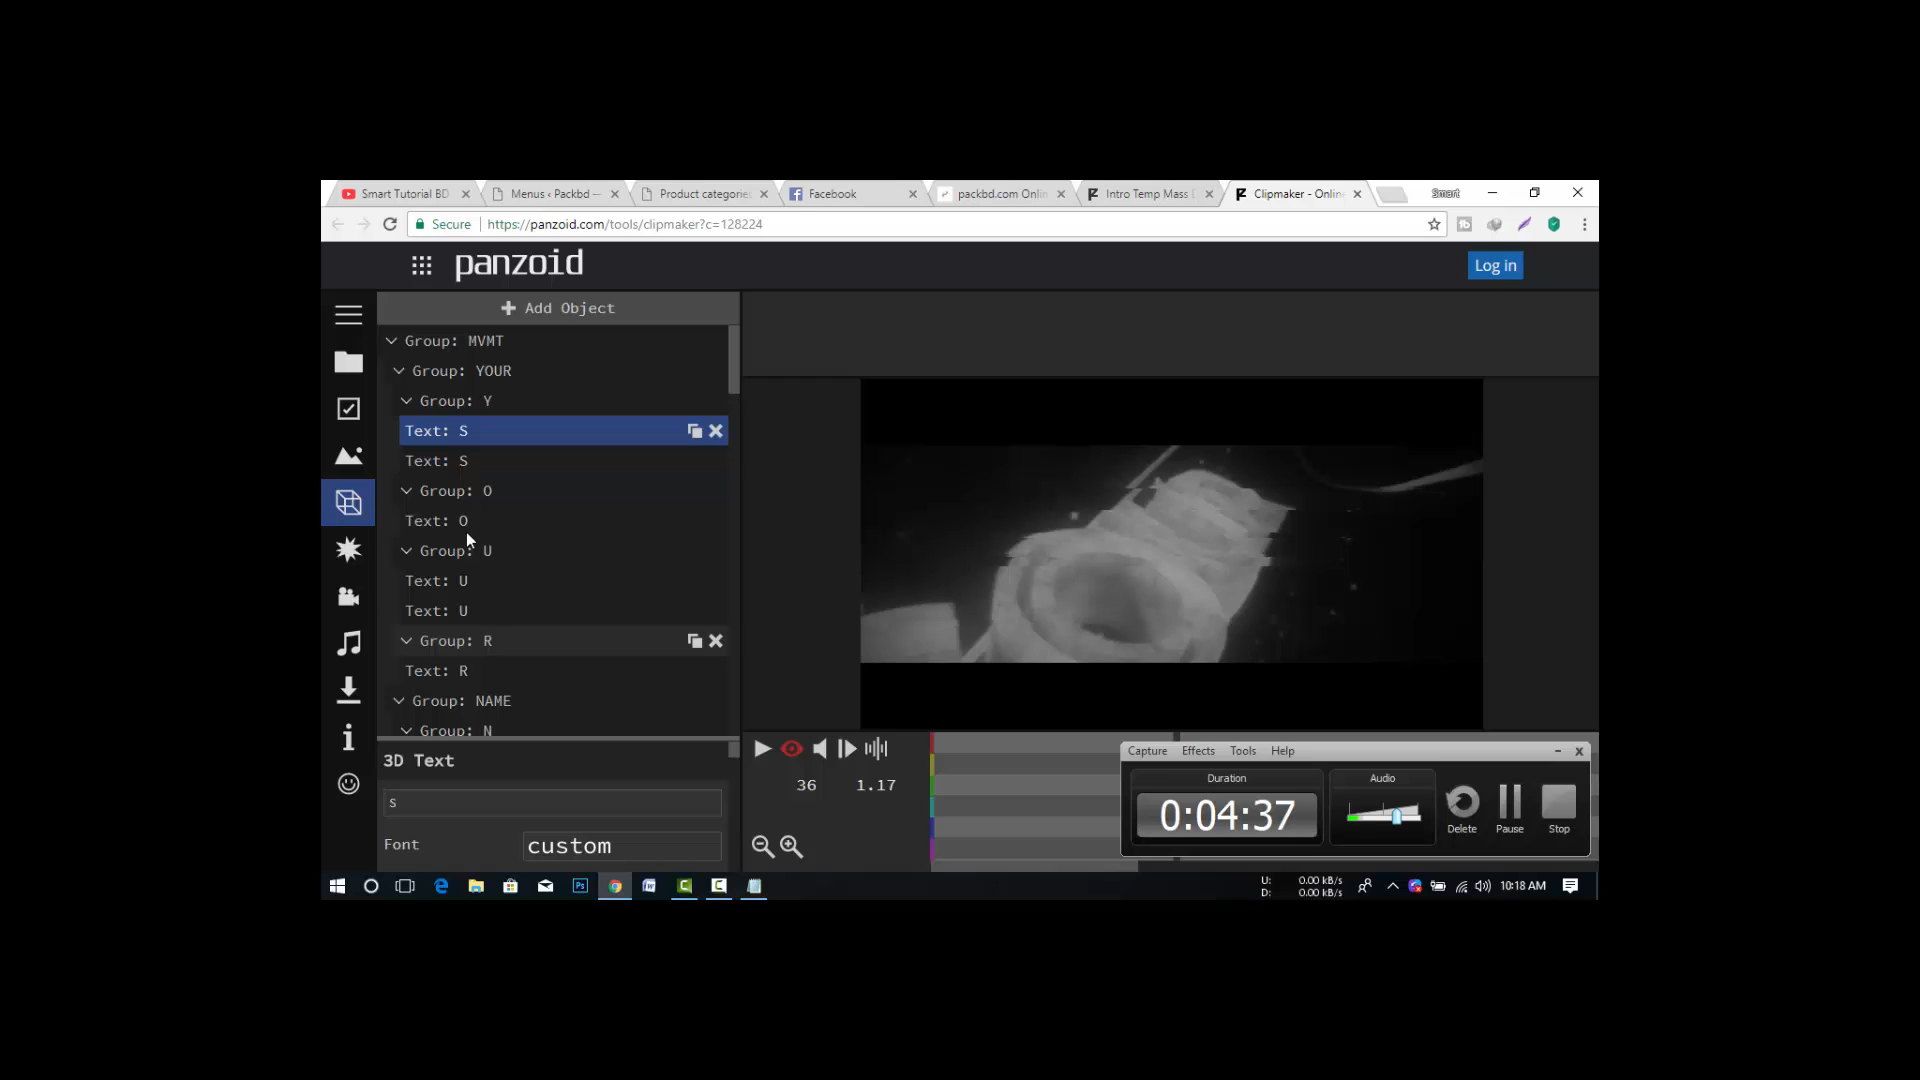 Smart Tutorial BD
Menus ‹ Packbd —
Product categories
Facebook
packbd.com Onlin
Intro Temp Mass
Clipmaker - Online
Smart
Secure
https://panzoid.com/tools/clipmaker?c=128224
panzoid
Log in
Add Object
Group: MVMT
Group: YOUR
Group: Y
Text: S
Text: S
Group: O
Text: O
Group: U
Text: U
Text: U
Group: R
Text: R
Group: NAME
Group: N
3D Text
S
Font
custom
36
1.17
Capture
Effects
Tools
Help
Duration
0:04:37
Audio
Delete
Pause
Stop
U: 0.00 kB/s
D: 0.00 kB/s
10:18 AM